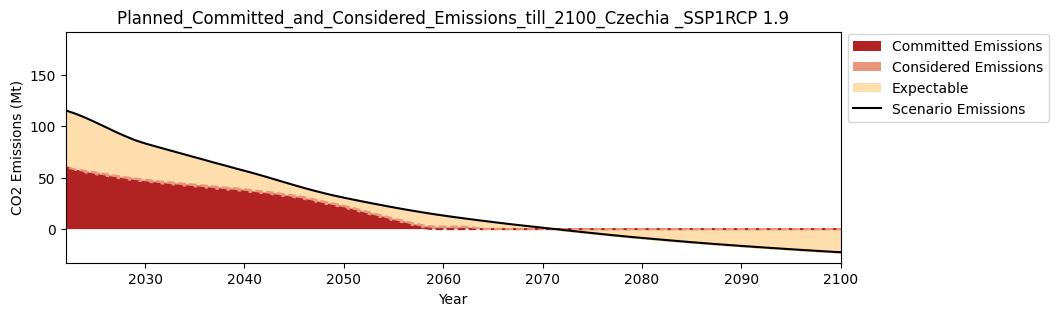 Planned_Committed_and_Considered_Emissions_till_2100_Czechia _SSP1RCP 1.9
Committed Emissions
Considered Emissions
Expectable
Scenario Emissions
CO2 Emissions (Mt)
150
100
50
0
2030 2040 2050 2060 2070 2080 2090 2100
Year